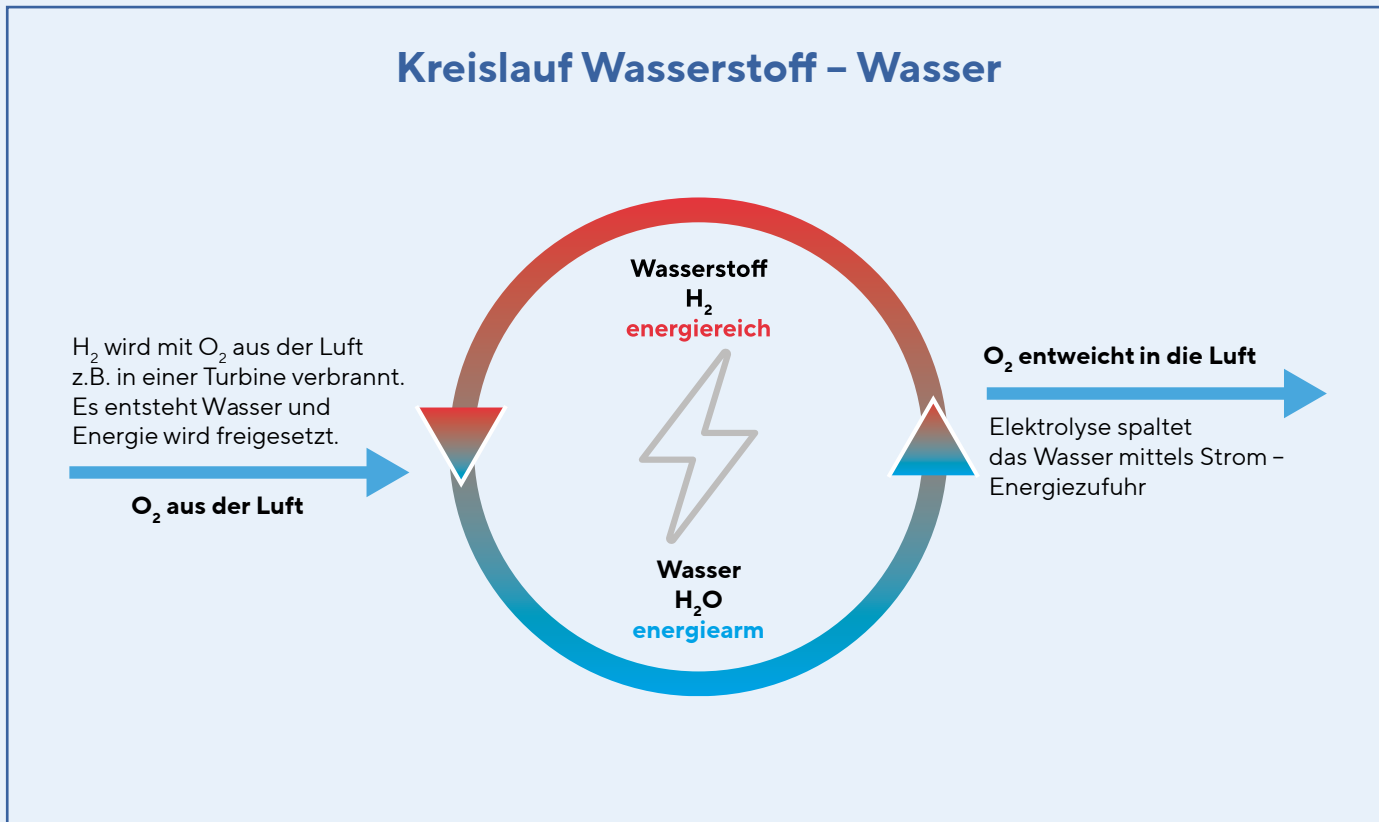 Kreislauf Wasserstoff – Wasser
Wasserstoff
H₂
energiereich
H₂ wird mit O₂ aus der Luft
z.B. in einer Turbine verbrannt.
Es entsteht Wasser und
Energie wird freigesetzt.
O₂ aus der Luft
O₂ entweicht in die Luft
Elektrolyse spaltet
das Wasser mittels Strom –
Energiezufuhr
Wasser
H₂O
energiearm